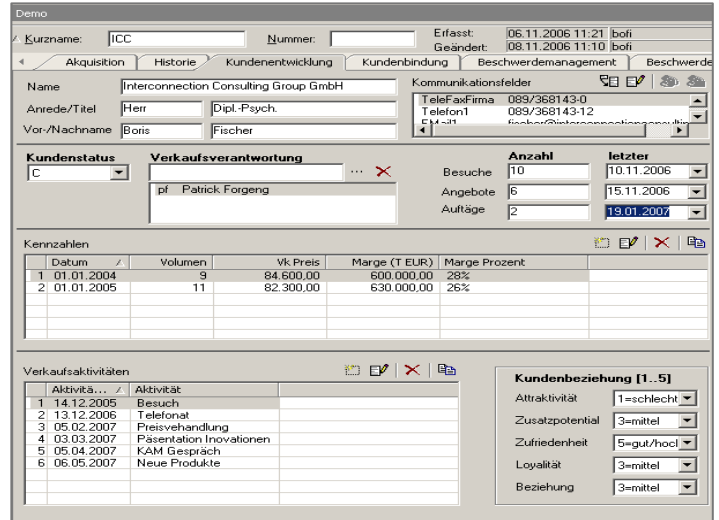 Demo
Kurzname: ICC Nummer: Erfasst: 06.11.2006 11:21 bofi
Geändert: 08.11.2006 11:10 bofi
Akquisition Historie Kundenentwicklung Kundenbindung Beschwerdemanagement Beschwerde
Name Interconnection Consulting Group GmbH Kommunikationsfelder
Anrede/Titel Herr Dipl.-Psych. TeleFaxFirma 089/368143-0
Telefon1 089/368143-12
Vor-/Nachname Boris Fischer
Kundenstatus Verkaufsverantwortung Anzahl letzter
C ... Besuche 10 10.11.2006
pf Patrick Forgeng Angebote 6 15.11.2006
Auftäge 2 19.01.2007
Kennzahlen
Datum Volumen Vk Preis Marge (T EUR) Marge Prozent
1 01.01.2004 9 84.600,00 600.000,00 28%
2 01.01.2005 11 82.300,00 630.000,00 26%
Verkaufsaktivitäten
Aktivitä... Aktivität
1 14.12.2005 Besuch
2 13.12.2006 Telefonat
3 05.02.2007 Preisvehandlung
4 03.03.2007 Päsentation Inovationen
5 05.04.2007 KAM Gespräch
6 06.05.2007 Neue Produkte
Kundenbeziehung [1..5]
Attraktivität 1=schlecht
Zusatzpotential 3=mittel
Zufriedenheit 5=gut/hocl
Loyalität 3=mittel
Beziehung 3=mittel